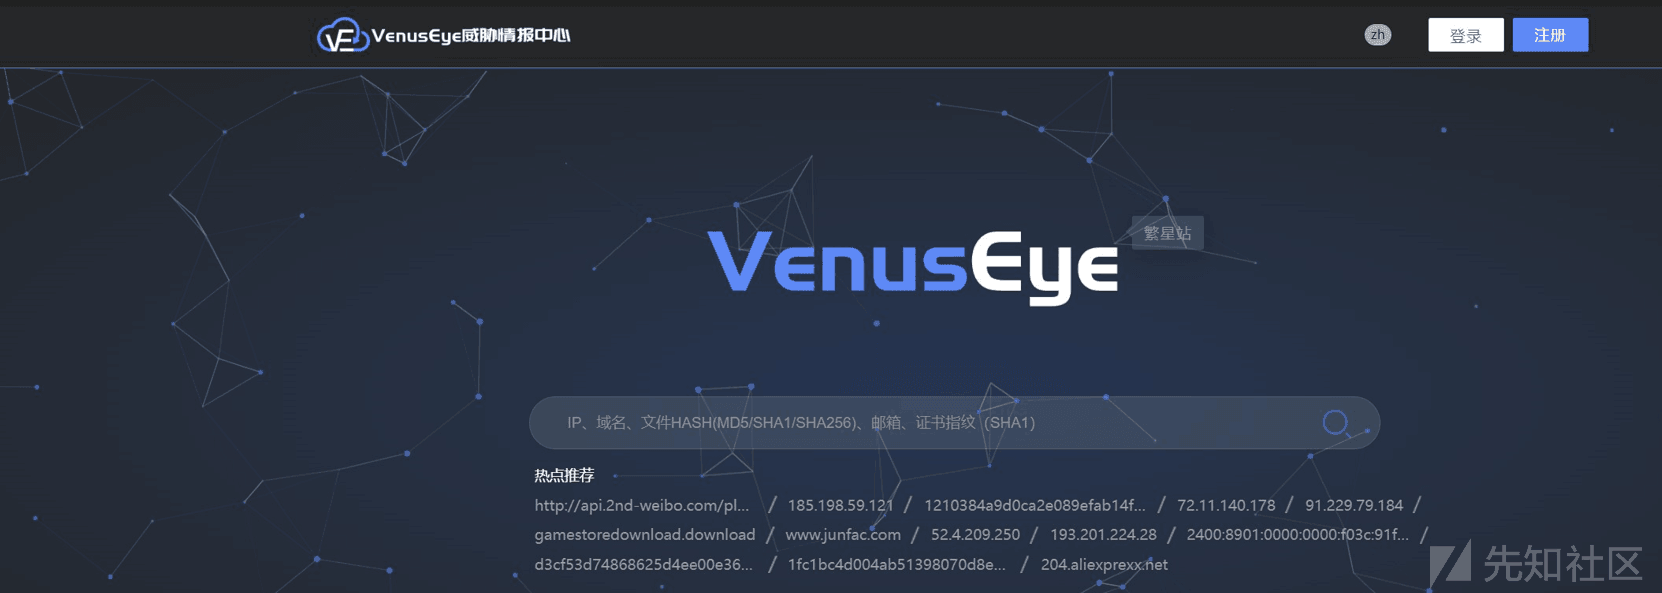 VenusEye威胁情报中心
zh
登录
注册
VenusEye
繁星站
IP、域名、文件HASH(MD5/SHA1/SHA256)、邮箱、证书指纹（SHA1）
热点推荐
http://api.2nd-weibo.com/pl... / 185.198.59.121 / 1210384a9d0ca2e089efab14f... / 72.11.140.178 / 91.229.79.184 /
gamestoredownload.download / www.junfac.com / 52.4.209.250 / 193.201.224.28 / 2400:8901:0000:0000:f03c:91f... /
d3cf53d74868625d4ee00e36... / 1fc1bc4d004ab51398070d8e... / 204.aliexprexx.net
先知社区